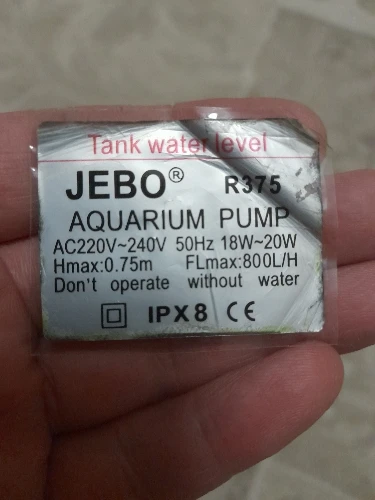 Tank water level
JEBO® R375
AQUARIUM PUMP
AC220V~240V 50Hz 18W~20W
Hmax:0.75m FLmax:800L/H
Don't operate without water
IPX8 CE